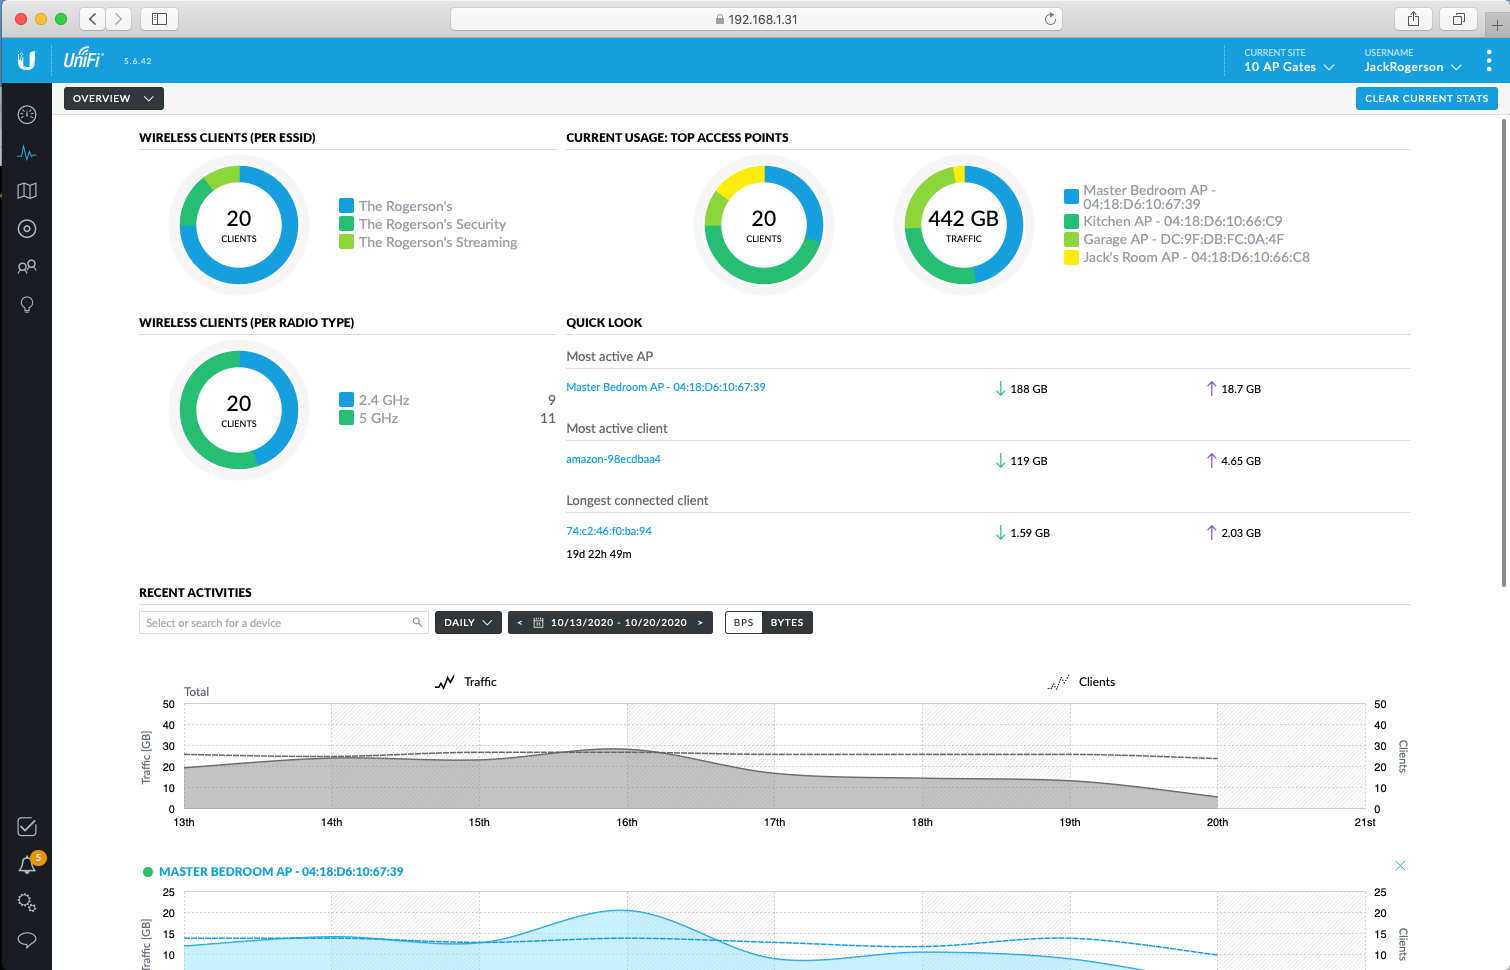 192.168.1.31
UniFi
5.6.42
CURRENT SITE
10 AP Gates
USERNAME
JackRogerson
OVERVIEW
CLEAR CURRENT STATS
WIRELESS CLIENTS (PER ESSID)
20
CLIENTS
The Rogerson's
The Rogerson's Security
The Rogerson's Streaming
CURRENT USAGE: TOP ACCESS POINTS
20
CLIENTS
442 GB
TRAFFIC
Master Bedroom AP -
04:18:D6:10:67:39
Kitchen AP - 04:18:D6:10:66:C9
Garage AP - DC:9F:DB:FC:0A:4F
Jack's Room AP - 04:18:D6:10:66:C8
WIRELESS CLIENTS (PER RADIO TYPE)
20
CLIENTS
2.4 GHz 9
5 GHz 11
QUICK LOOK
Most active AP
Master Bedroom AP - 04:18:D6:10:67:39 188 GB 18.7 GB
Most active client
amazon-98ecdbaa4 119 GB 4.65 GB
Longest connected client
74:c2:46:f0:ba:94 1.59 GB 2.03 GB
19d 22h 49m
RECENT ACTIVITIES
Select or search for a device
DAILY
< 10/13/2020 - 10/20/2020 >
BPS BYTES
Traffic
Clients
Total
50 50
40 40
30 30
20 20
10 10
0 0
Traffic [GB]
Clients
13th 14th 15th 16th 17th 18th 19th 20th 21st
5
MASTER BEDROOM AP - 04:18:D6:10:67:39
25 25
20 20
15 15
10 10
Traffic [GB]
Clients